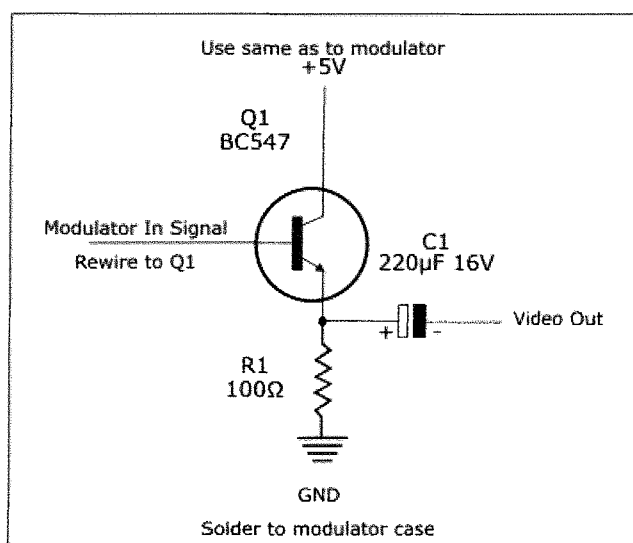 Use same as to modulator
+5V
Q1
BC547
Modulator In Signal
Rewire to Q1
C1
220µF 16V
+
-
Video Out
R1
100Ω
GND
Solder to modulator case